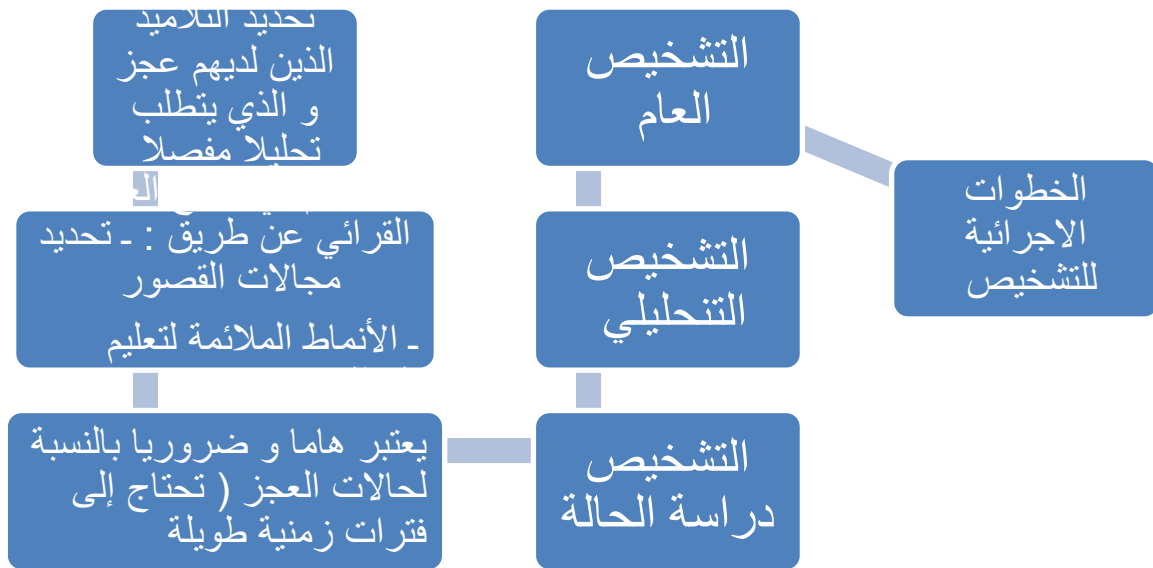 الخطوات
الاجرائية
للتشخيص
التشخيص
العام
التشخيص
التنحليلي
التشخيص
دراسة الحالة
تحديد التلاميذ
الذين لديهم عجز
و الذي يتطلب
تحليلا مفصلا
القرائي عن طريق : ـ تحديد
مجالات القصور
ـ الأنماط الملائمة لتعليم
يعتبر هاما و ضروريا بالنسبة
لحالات العجز ( تحتاج إلى
فترات زمنية طويلة